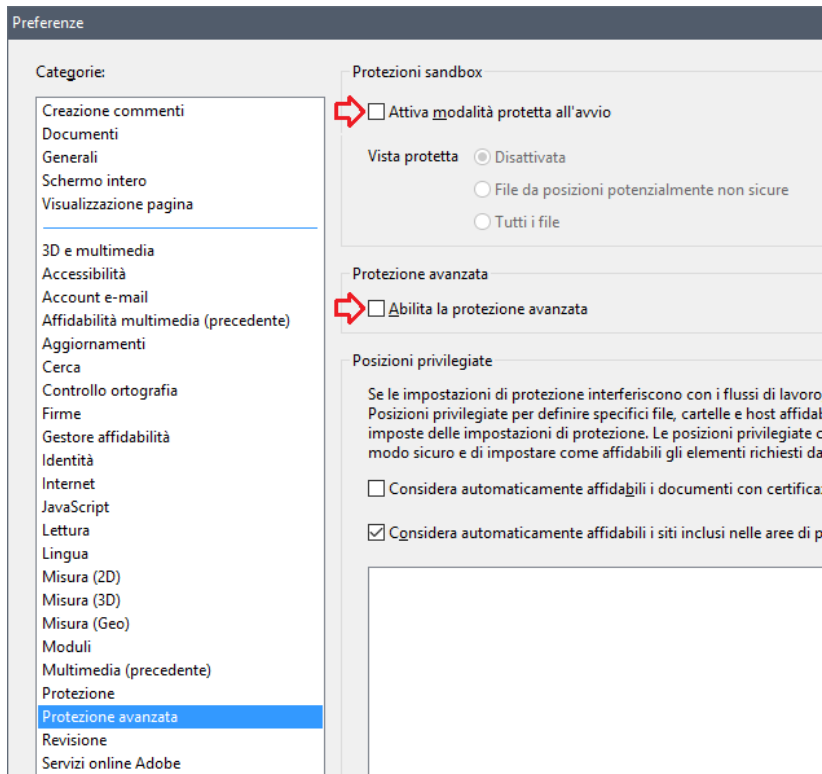 Preferenze
Categorie:
Creazione commenti
Documenti
Generali
Schermo intero
Visualizzazione pagina
3D e multimedia
Accessibilità
Account e-mail
Affidabilità multimedia (precedente)
Aggiornamenti
Cerca
Controllo ortografia
Firme
Gestore affidabilità
Identità
Internet
JavaScript
Lettura
Lingua
Misura (2D)
Misura (3D)
Misura (Geo)
Moduli
Multimedia (precedente)
Protezione
Protezione avanzata
Revisione
Servizi online Adobe
Protezioni sandbox
Attiva modalità protetta all'avvio
Vista protetta
Disattivata
File da posizioni potenzialmente non sicure
Tutti i file
Protezione avanzata
Abilita la protezione avanzata
Posizioni privilegiate
Se le impostazioni di protezione interferiscono con i flussi di lavoro
Posizioni privilegiate per definire specifici file, cartelle e host
imposte delle impostazioni di protezione. Le posizioni privilegiate
modo sicuro e di impostare come affidabili gli elementi richiesti
Considera automaticamente affidabili i documenti con
Considera automaticamente affidabili i siti inclusi nelle aree di